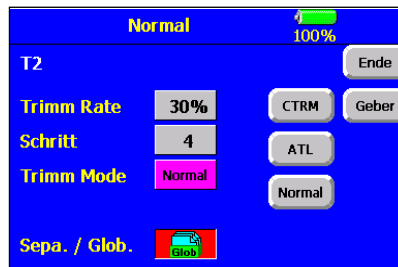 Normal 100%
T2 Ende
Trimm Rate 30% CTRM Geber
Schritt 4 ATL
Trimm Mode Normal Normal
Sepa. / Glob. Glob